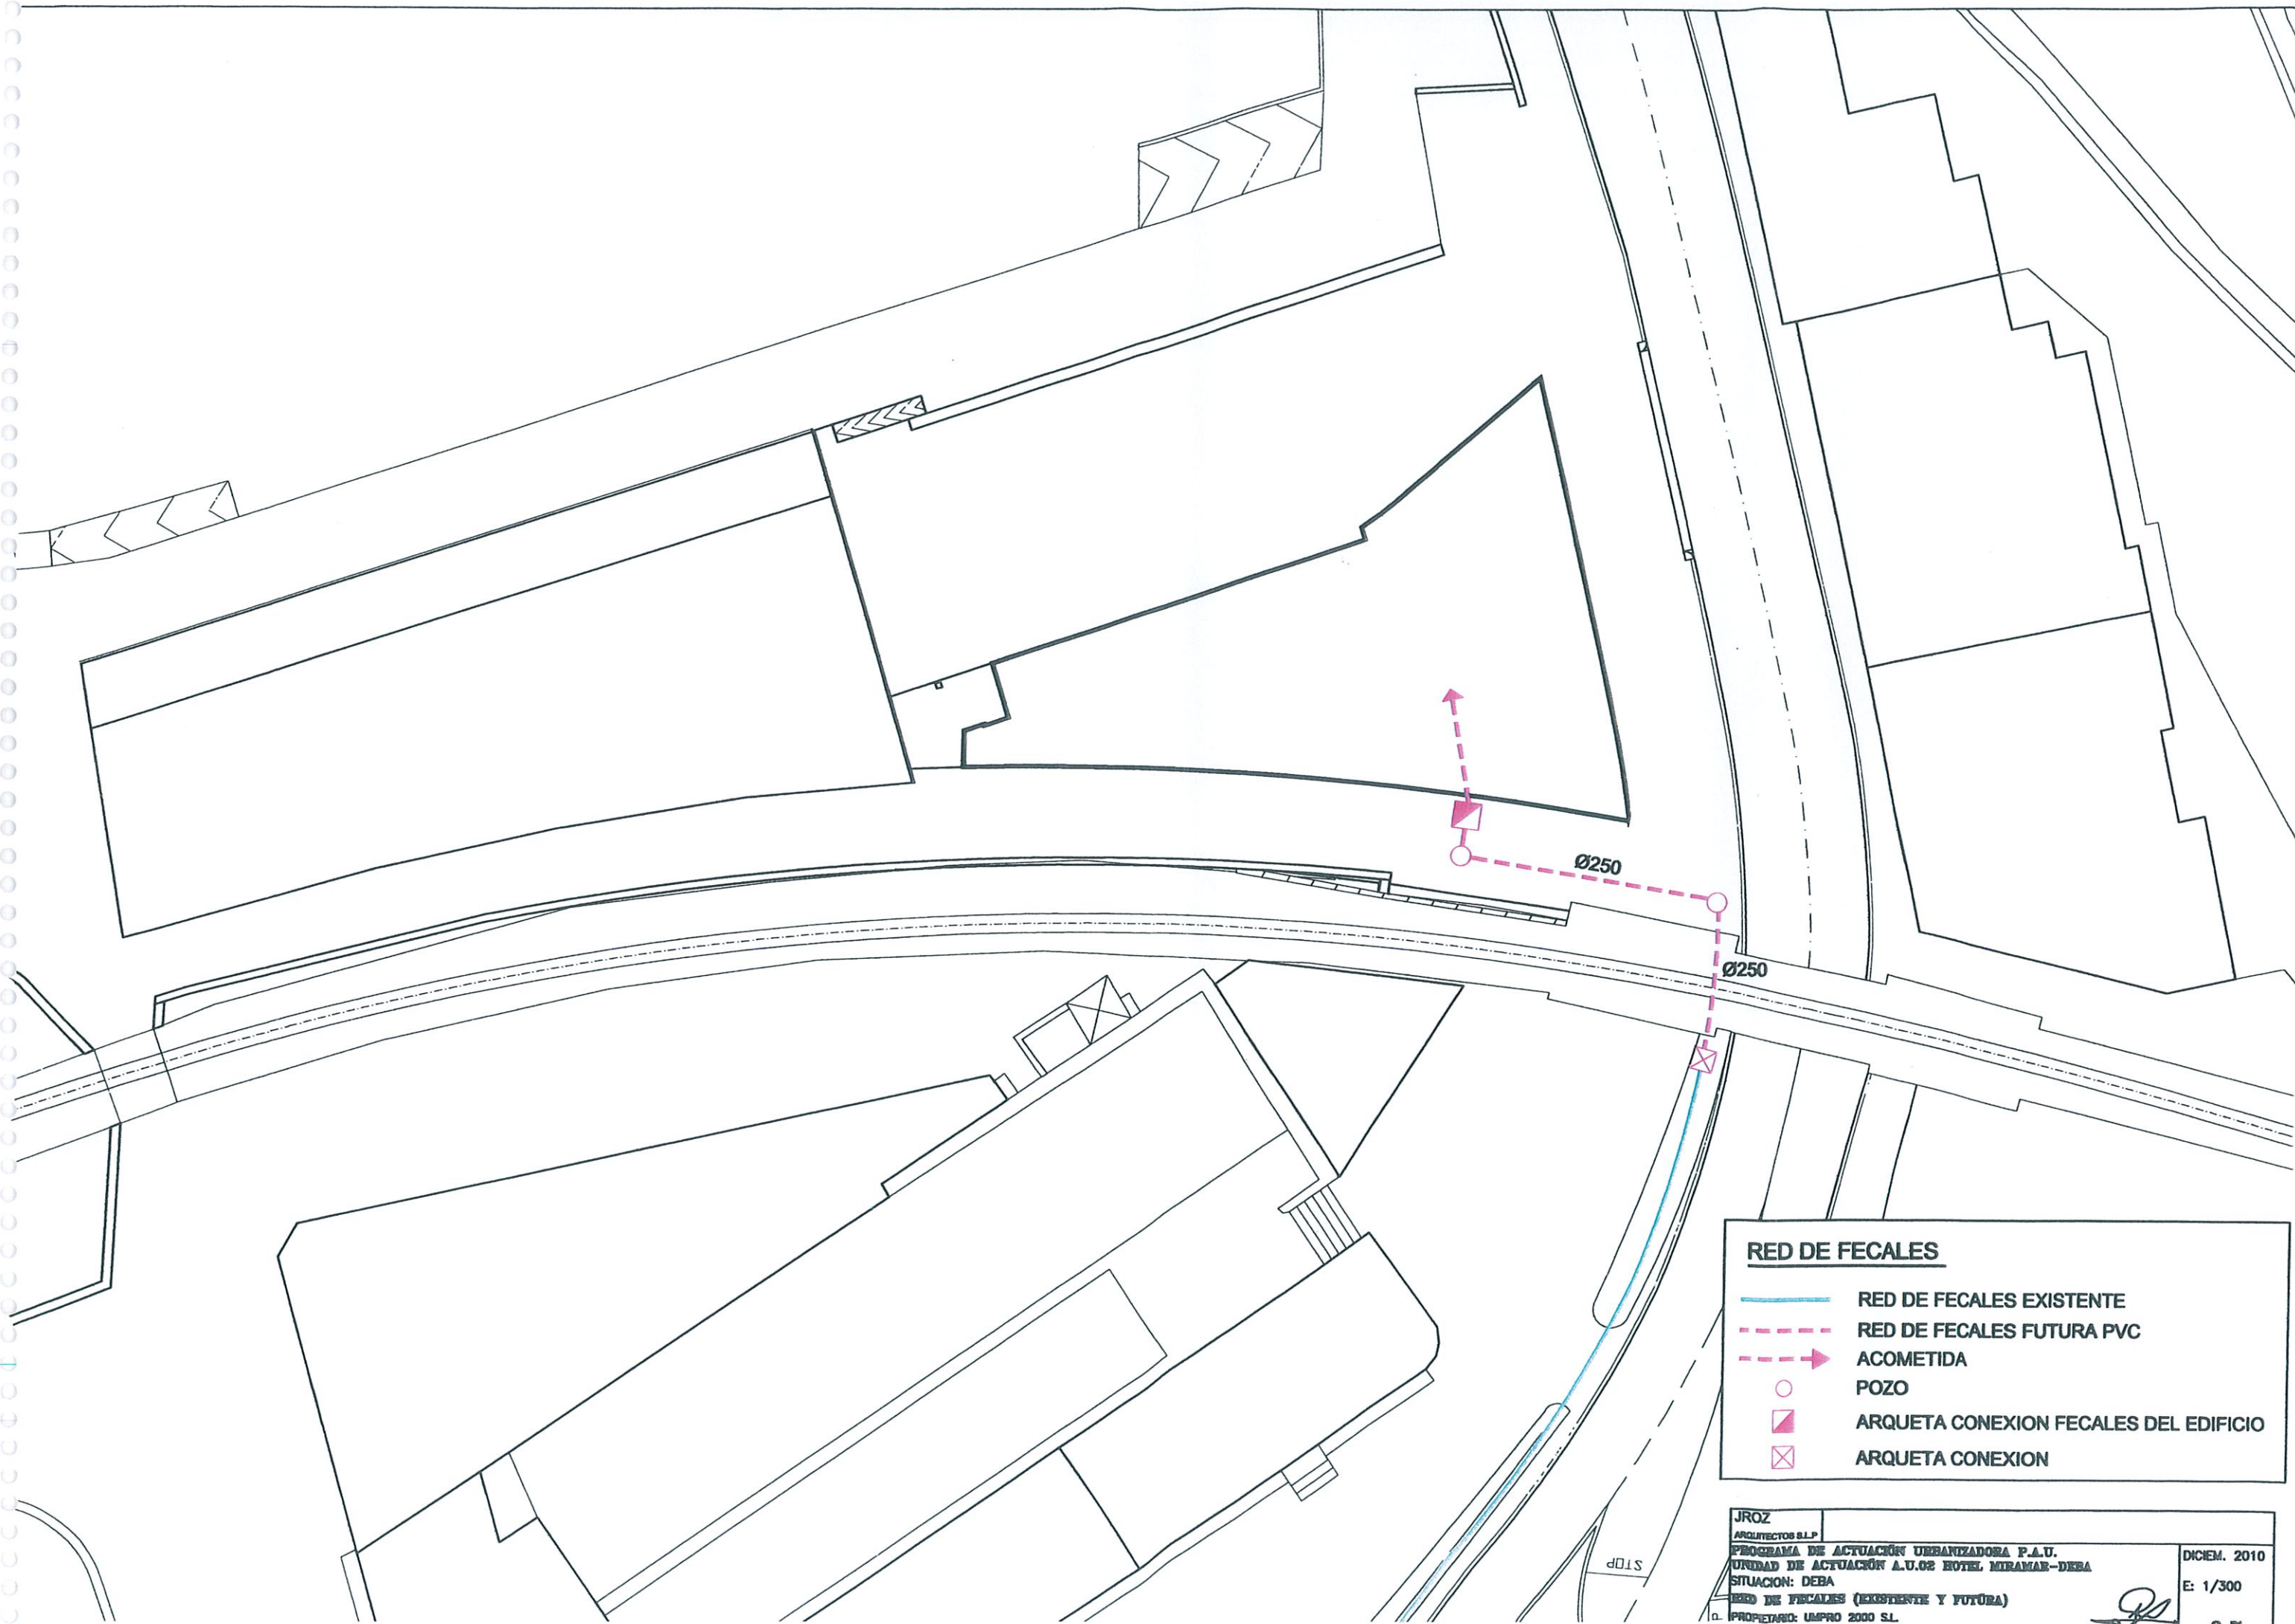 Ø250
Ø250
RED DE FECALES
RED DE FECALES EXISTENTE
RED DE FECALES FUTURA PVC
ACOMETIDA
POZO
ARQUETA CONEXION FECALES DEL EDIFICIO
ARQUETA CONEXION
STOP
JROZ
ARQUITECTOS S.L.P
PROGRAMA DE ACTUACIÓN URBANIZADORA P.A.U.
UNIDAD DE ACTUACIÓN A.U.02 HOTEL MIRAMAR-DEBA
DICIEM. 2010
SITUACION: DEBA
E: 1/300
RED DE FECALES (EXISTENTE Y FUTURA)
PROPIETARIO: UMPRO 2000 S.L.